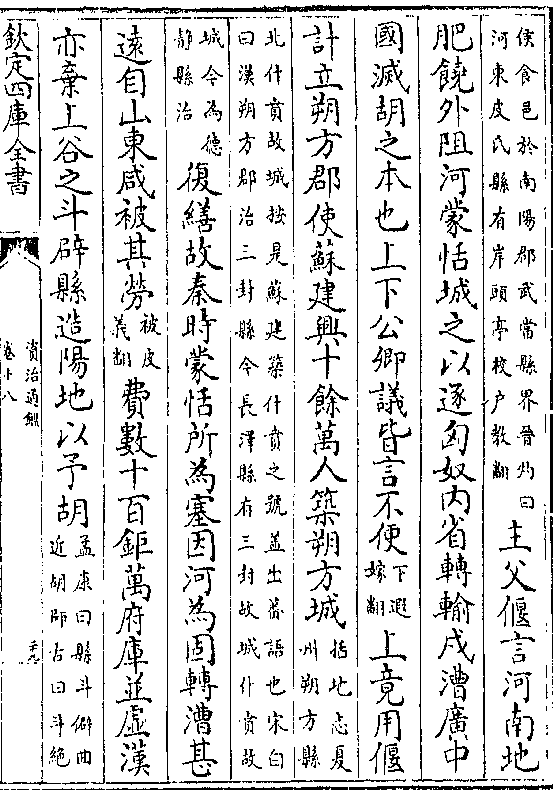 侯食邑於南陽郡武當縣界晉灼曰
河東皮氏縣有岸頭亭校戶教翻
主父偃言河南地
肥饒外阻河蒙恬城之以逐匈奴内省轉輸戍漕廣中
國滅胡之本也上下公卿議皆言不便
下遐
嫁翻
上竟用偃
計立朔方郡使蘇建興十餘萬人築朔方城
括地志夏
州朔方縣
北什賁故城按是蘇建築什賁之號蓋出蕃語也宋白
曰漢朔方郡治三封縣今長澤縣有三封故城什賁故
城今為德
靜縣治
復繕故秦時蒙恬所為塞因河為固轉漕甚
遠自山東咸被其勞
被皮
義翻
費數十百鉅萬府庫並虛漢
亦棄上谷之斗辟縣造陽地以予胡
孟康曰縣斗僻曲
近胡師古曰斗絶
欽定四庫全書
資治通鑑
卷十八